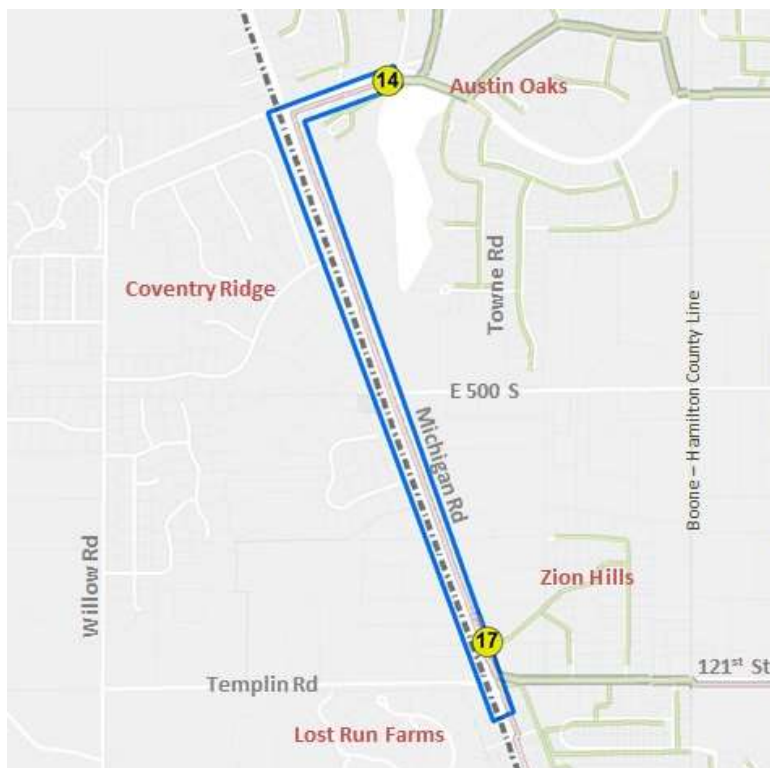 14
Austin Oaks
Coventry Ridge
Towne Rd
E 500 S
Boone – Hamilton County Line
Michigan Rd
Willow Rd
Zion Hills
17
121st St
Templin Rd
Lost Run Farms